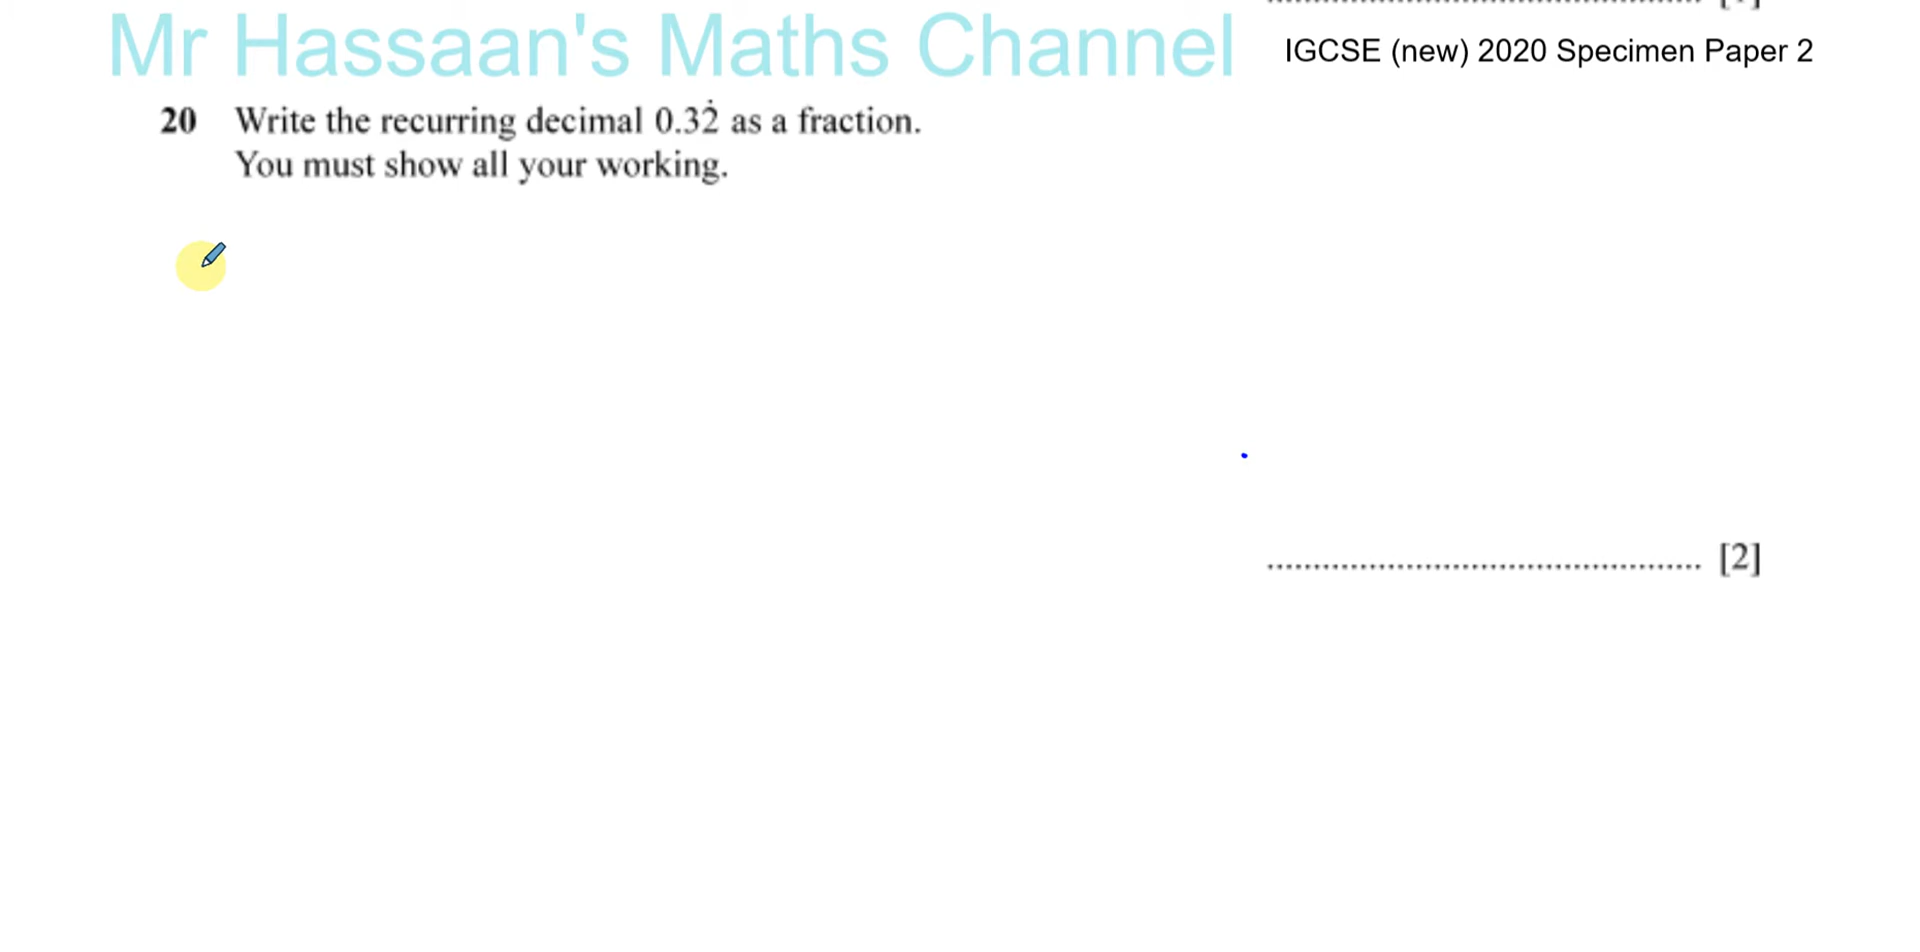 Mr Hassaan's Maths Channel
IGCSE (new) 2020 Specimen Paper 2
20 Write the recurring decimal 0.32̇ as a fraction.
You must show all your working.
................................................ [2]